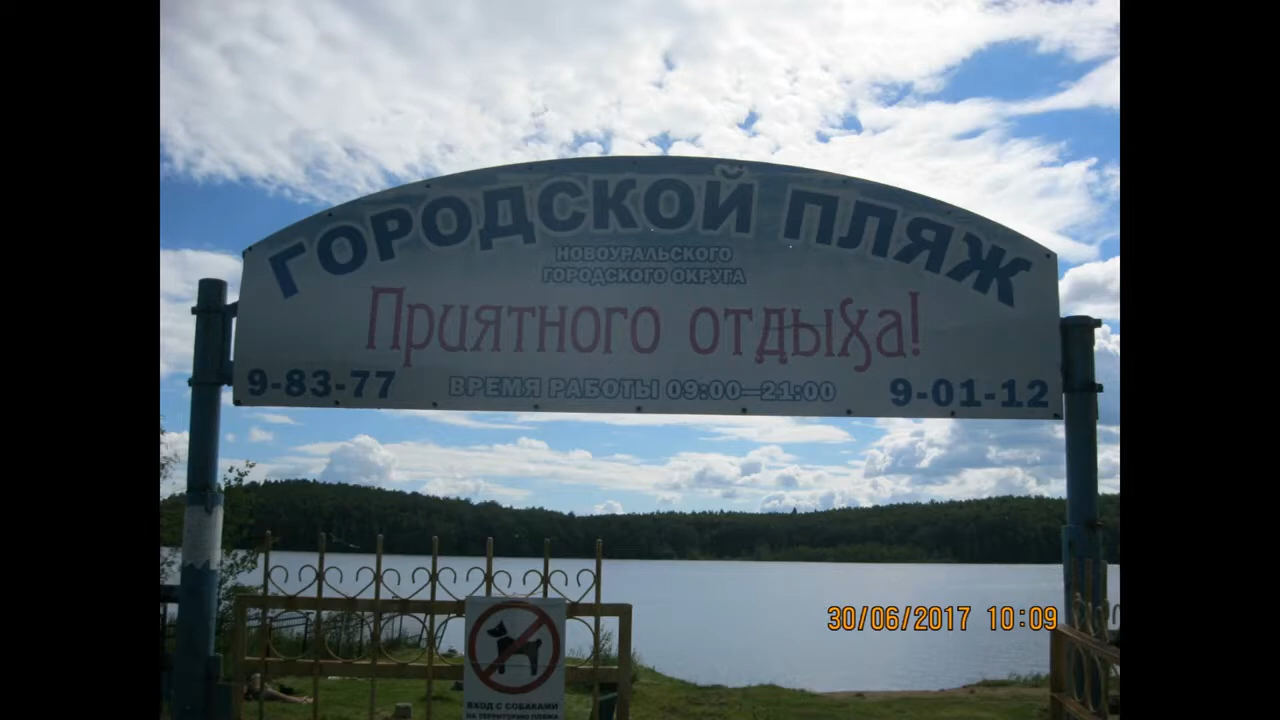 ГОРОДСКОЙ ПЛЯЖ
НОВОУРАЛЬСКОГО
ГОРОДСКОГО ОКРУГА
Приятного отдыха!
9-83-77 ВРЕМЯ РАБОТЫ 09:00—21:00 9-01-12
30/06/2017 10:09
ВХОД С СОБАКАМИ
НА ТЕРРИТОРИЮ ПЛЯЖА